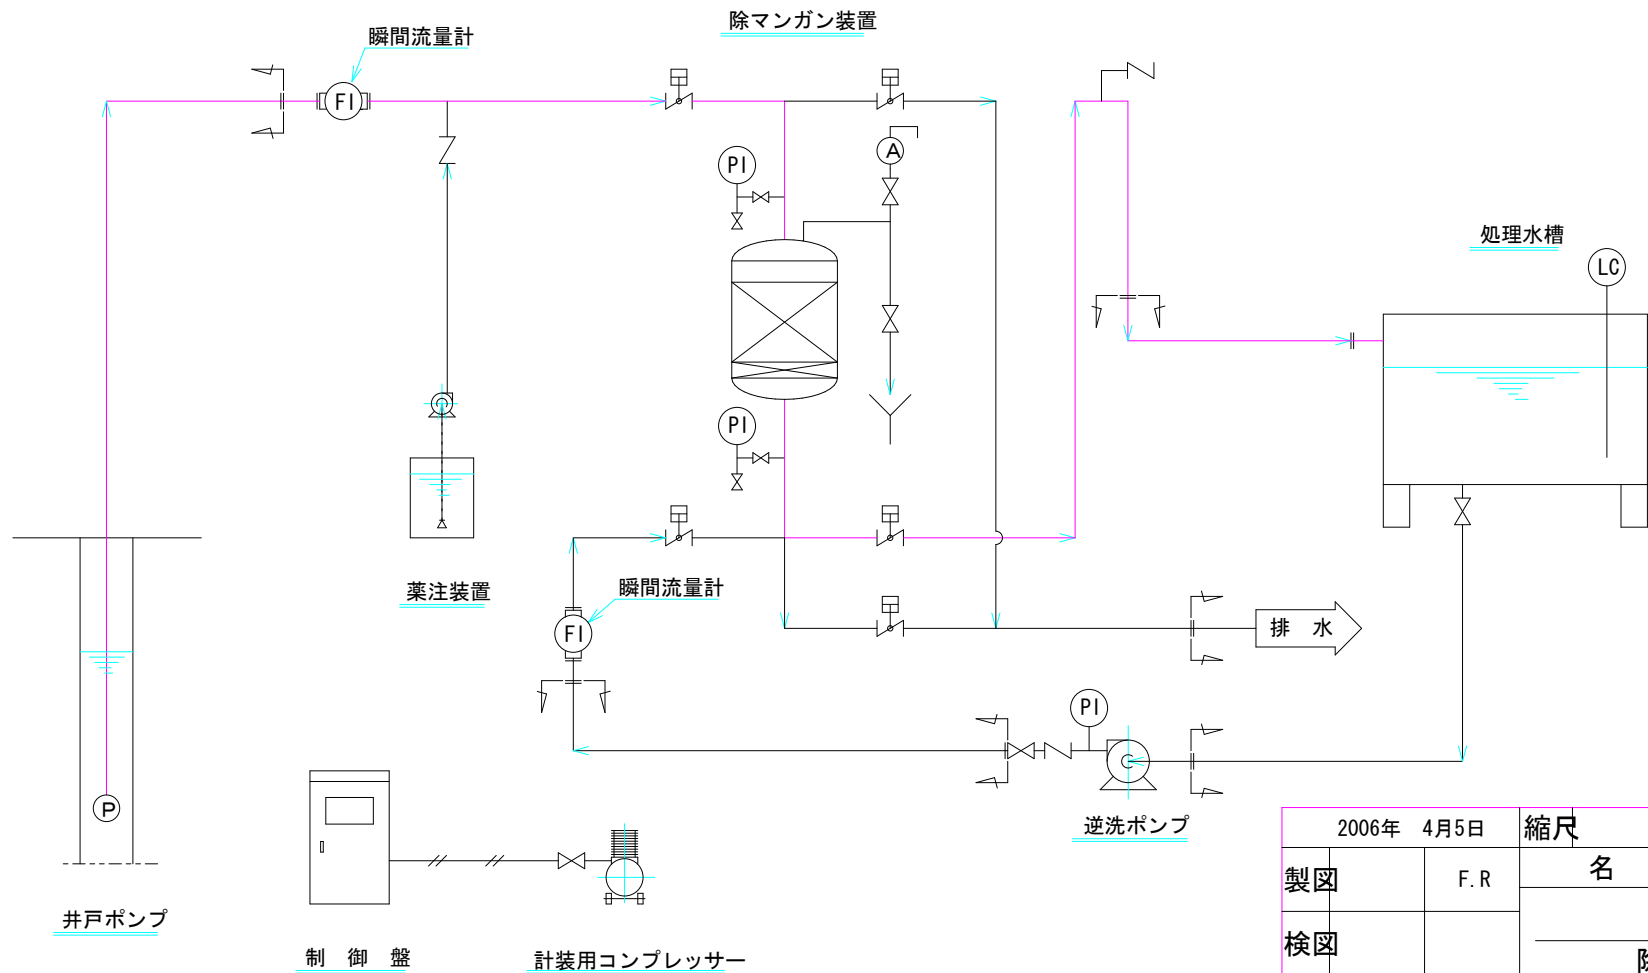 除マンガン装置
瞬間流量計
FI
PI
A
処理水槽
LC
PI
薬注装置
瞬間流量計
FI
排　水
PI
P
逆洗ポンプ
井戸ポンプ
制　御　盤
計装用コンプレッサー
2006年　4月5日
縮尺
製図
F.R
名
検図